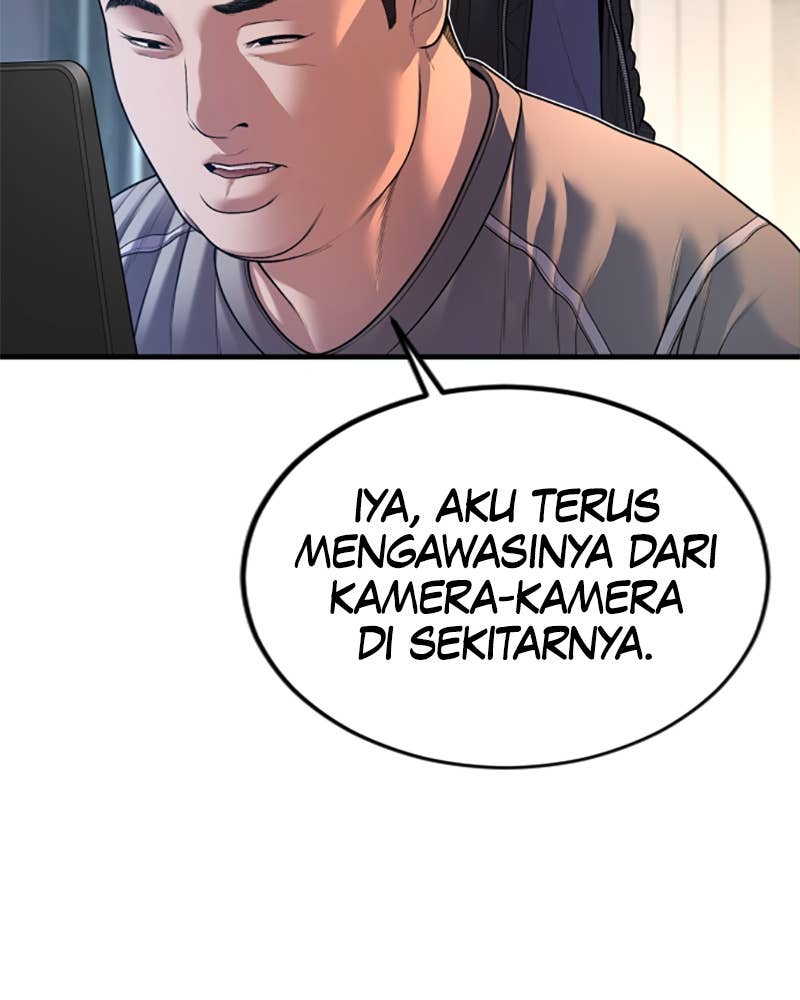 IYA, AKU TERUS
MENGAWASINYA DARI
KAMERA-KAMERA
DI SEKITARNYA.